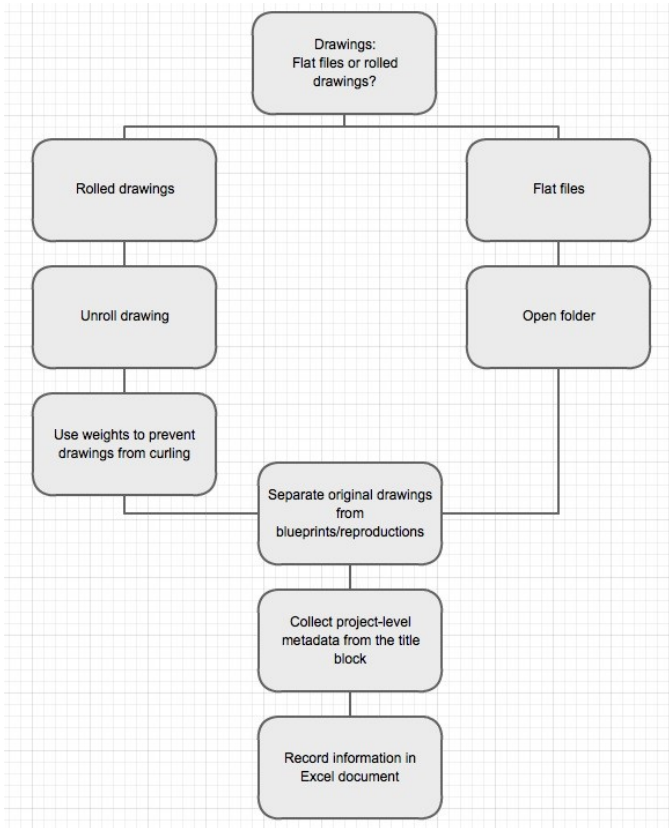 Drawings:
Flat files or rolled
drawings?
Rolled drawings
Flat files
Unroll drawing
Open folder
Use weights to prevent
drawings from curling
Separate original drawings
from
blueprints/reproductions
Collect project-level
metadata from the title
block
Record information in
Excel document